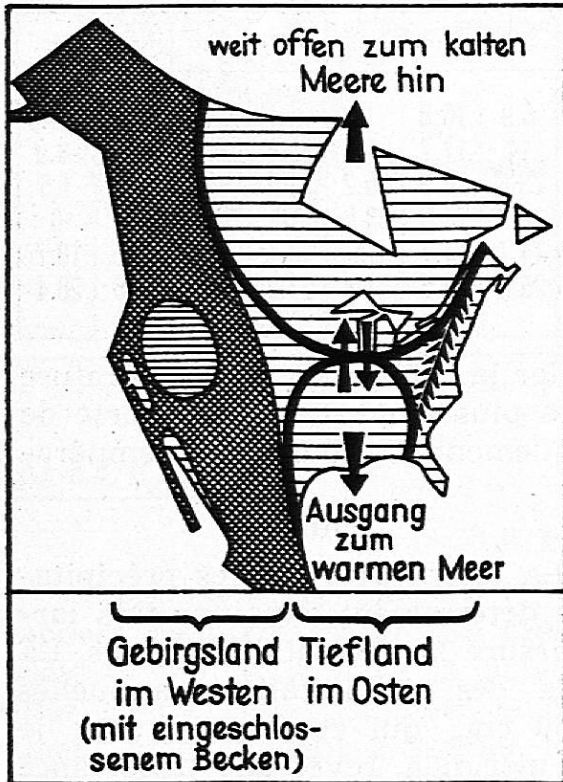 weit offen zum kalten
Meere hin
Ausgang
zum
warmen Meer
Gebirgsland
im Westen
(mit eingeschlos-
senem Becken)
Tiefland
im Osten